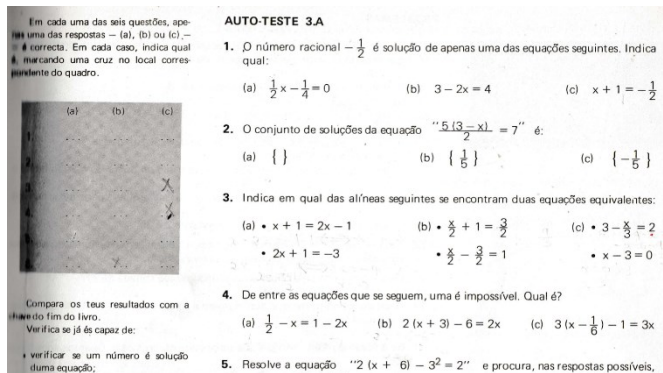 Em cada uma das seis questões, ape-
nas uma das respostas — (a), (b) ou (c) —
é correcta. Em cada caso, indica qual
é, marcando uma cruz no local corres-
pondente do quadro.
(a) (b) (c)
Compara os teus resultados com a
chave do fim do livro.
Verifica se já és capaz de:
verificar se um número é solução
duma equação;
AUTO-TESTE 3.A
1. O número racional − 1/2 é solução de apenas uma das equações seguintes. Indica
qual:
(a) 1/2 x − 1/4 = 0 (b) 3 − 2x = 4 (c) x + 1 = − 1/2
2. O conjunto de soluções da equação "5 (3 − x)/2 = 7" é:
(a) { } (b) { 1/5 } (c) { − 1/5 }
3. Indica em qual das alíneas seguintes se encontram duas equações equivalentes:
(a) • x + 1 = 2x − 1 (b) • x/2 + 1 = 3/2 (c) • 3 − x/3 = 2
• 2x + 1 = −3 • x/2 − 3/2 = 1 • x − 3 = 0
4. De entre as equações que se seguem, uma é impossível. Qual é?
(a) 1/2 − x = 1 − 2x (b) 2 (x + 3) − 6 = 2x (c) 3 (x − 1/6) − 1 = 3x
5. Resolve a equação "2 (x + 6) − 3² = 2" e procura, nas respostas possíveis,